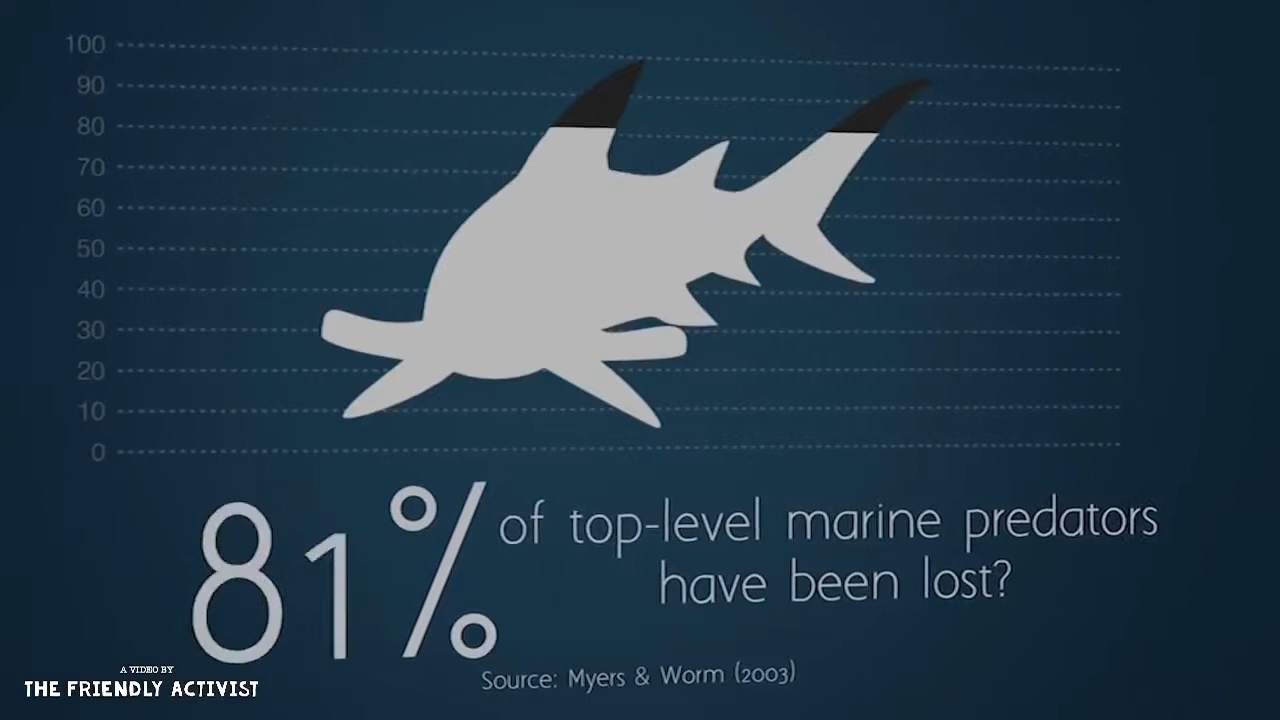 100
90
80
70
60
50
40
30
20
10
0
81% of top-level marine predators
have been lost?
Source: Myers & Worm (2003)
A VIDEO BY
THE FRIENDLY ACTIVIST